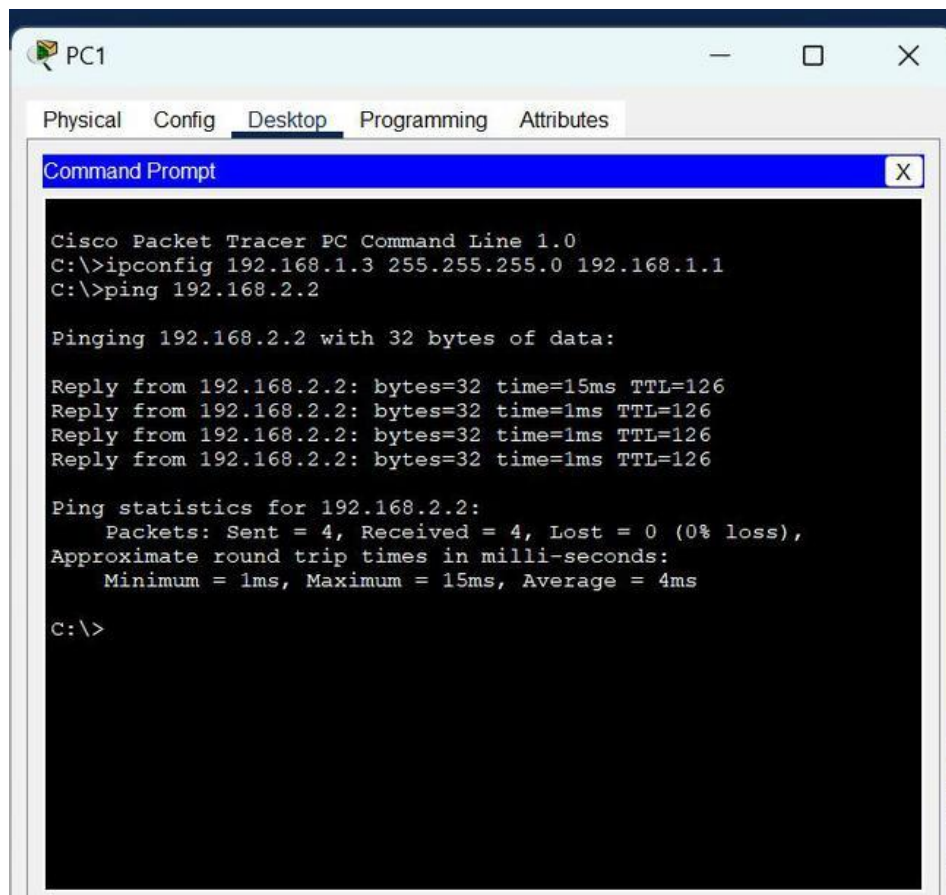 PC1
Physical Config Desktop Programming Attributes
Command Prompt X
Cisco Packet Tracer PC Command Line 1.0
C:\>ipconfig 192.168.1.3 255.255.255.0 192.168.1.1
C:\>ping 192.168.2.2
Pinging 192.168.2.2 with 32 bytes of data:
Reply from 192.168.2.2: bytes=32 time=15ms TTL=126
Reply from 192.168.2.2: bytes=32 time=1ms TTL=126
Reply from 192.168.2.2: bytes=32 time=1ms TTL=126
Reply from 192.168.2.2: bytes=32 time=1ms TTL=126
Ping statistics for 192.168.2.2:
Packets: Sent = 4, Received = 4, Lost = 0 (0% loss),
Approximate round trip times in milli-seconds:
Minimum = 1ms, Maximum = 15ms, Average = 4ms
C:\>